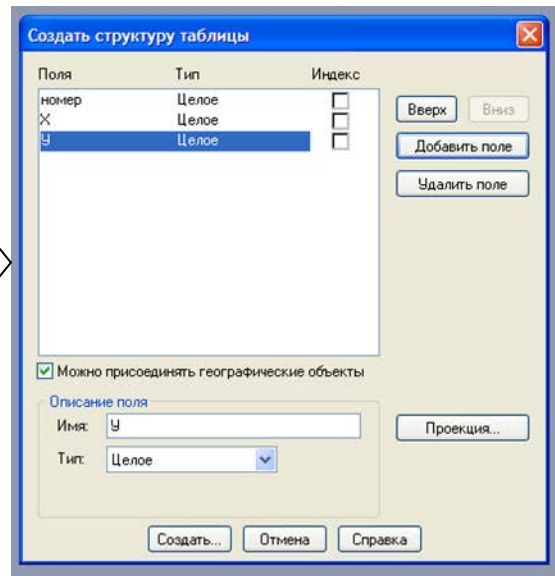 Создать структуру таблицы
Поля Тип Индекс
номер Целое
X Целое
У Целое
Вверх Вниз
Добавить поле
Удалить поле
Можно присоединять географические объекты
Описание поля
Имя: У
Проекция...
Тип: Целое
Создать... Отмена Справка